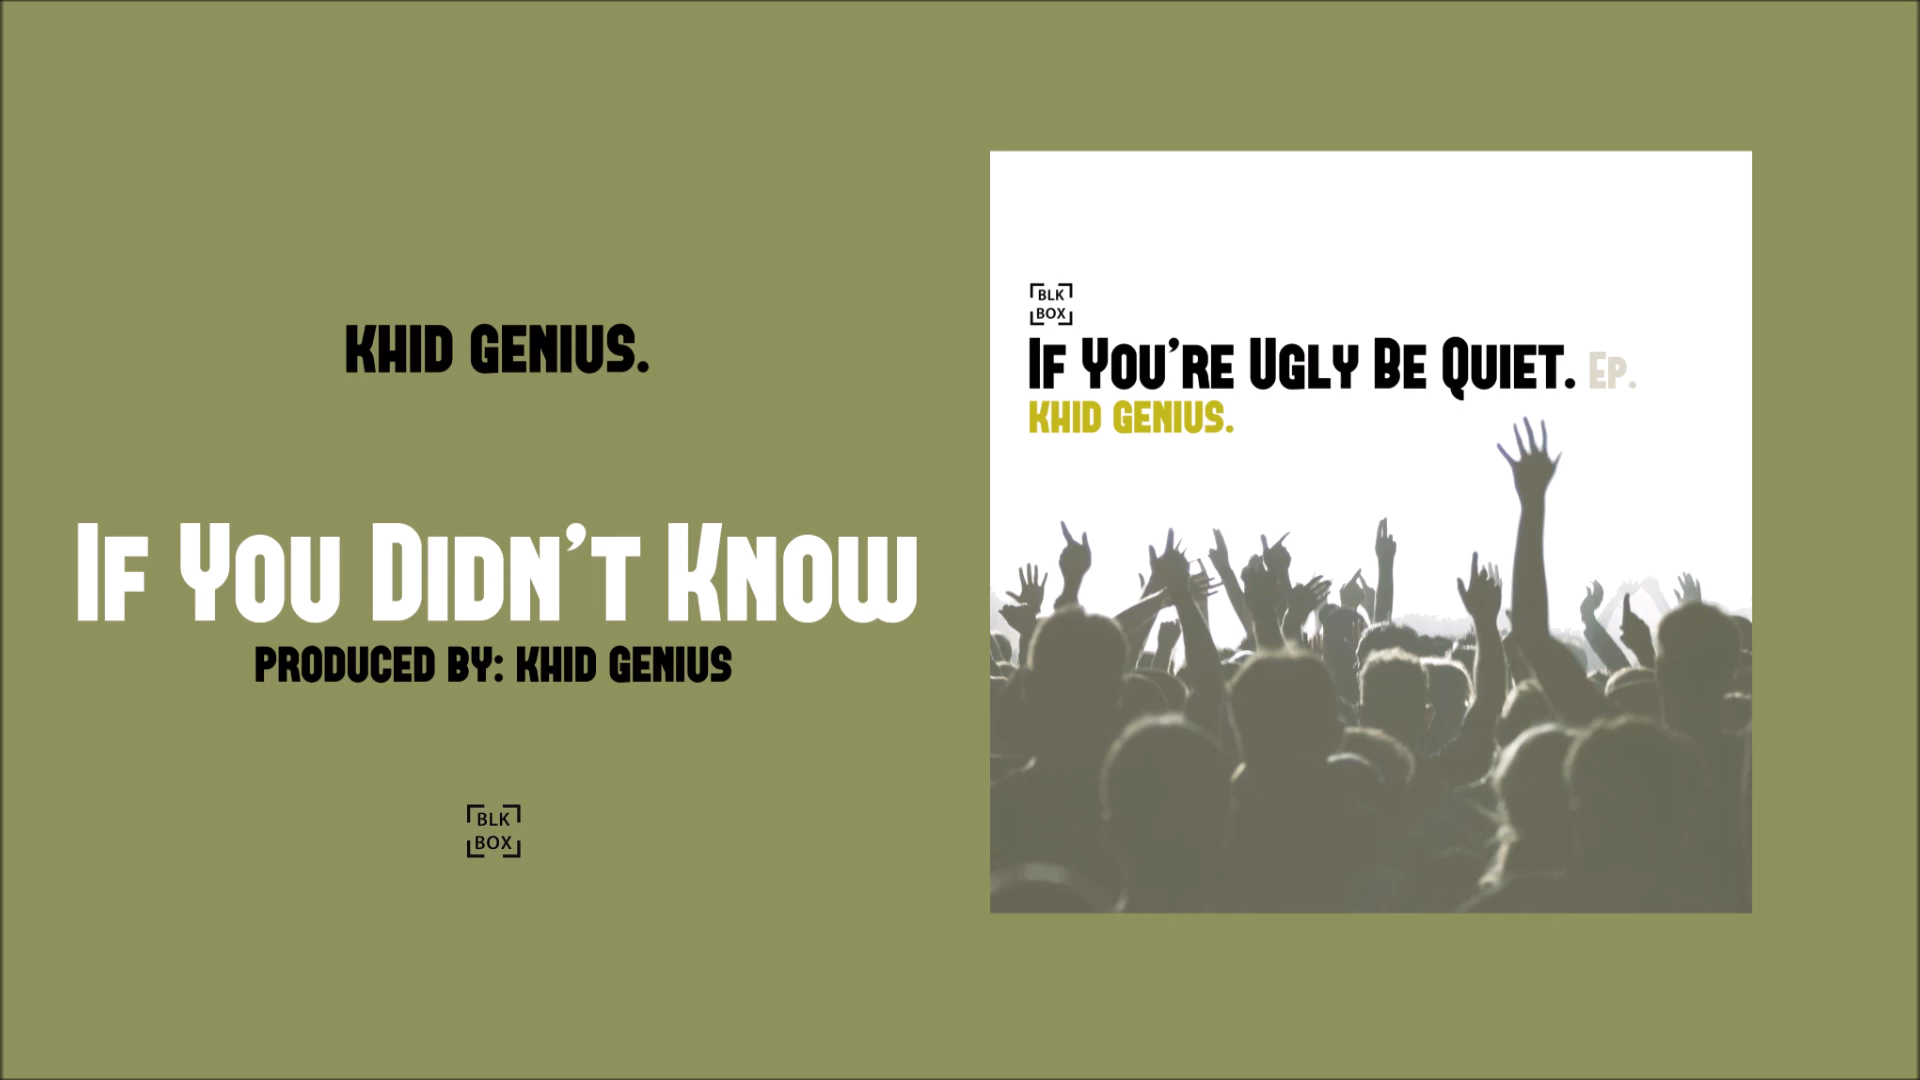 KHID GENIUS.
If You Didn't Know
PRODUCED BY: KHID GENIUS
BLK
BOX
BLK
BOX
If You're Ugly Be Quiet. Ep.
KHID GENIUS.